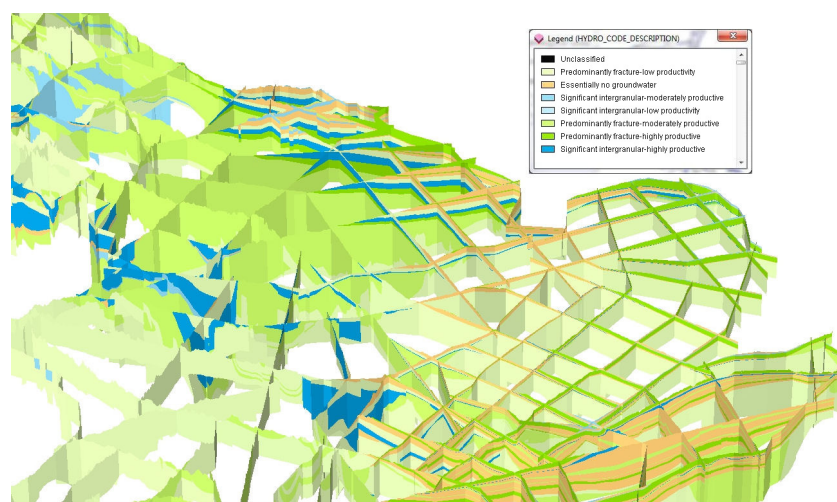 Legend (HYDRO_CODE_DESCRIPTION)
Unclassified
Predominantly fracture-low productivity
Essentially no groundwater
Significant intergranular-moderately productive
Significant intergranular-low productivity
Predominantly fracture-moderately productive
Predominantly fracture-highly productive
Significant intergranular-highly productive